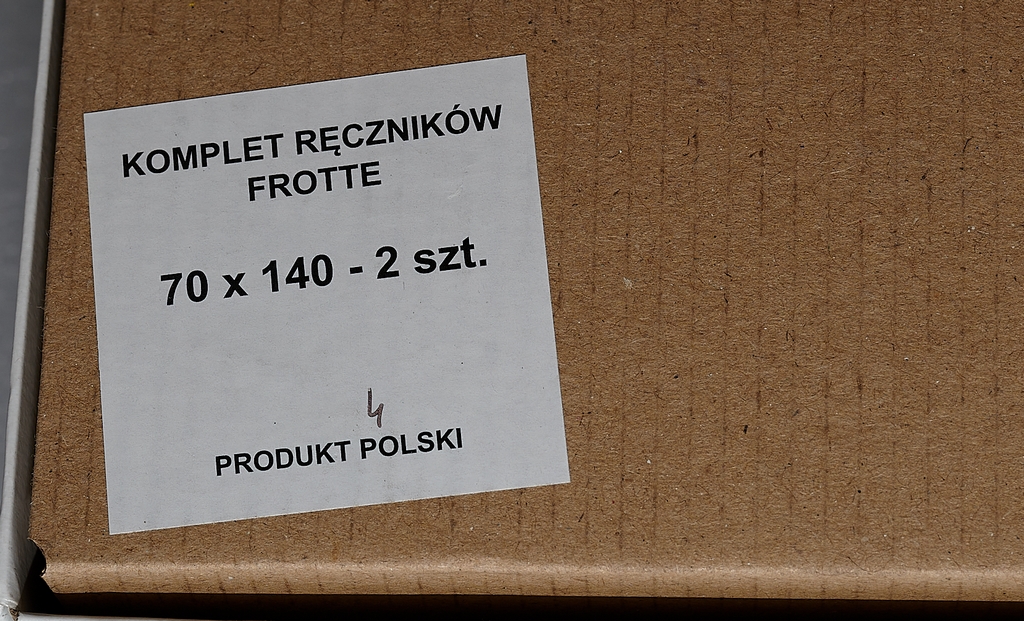 KOMPLET RĘCZNIKÓW
FROTTE
70 x 140 - 2 szt.
4
PRODUKT POLSKI